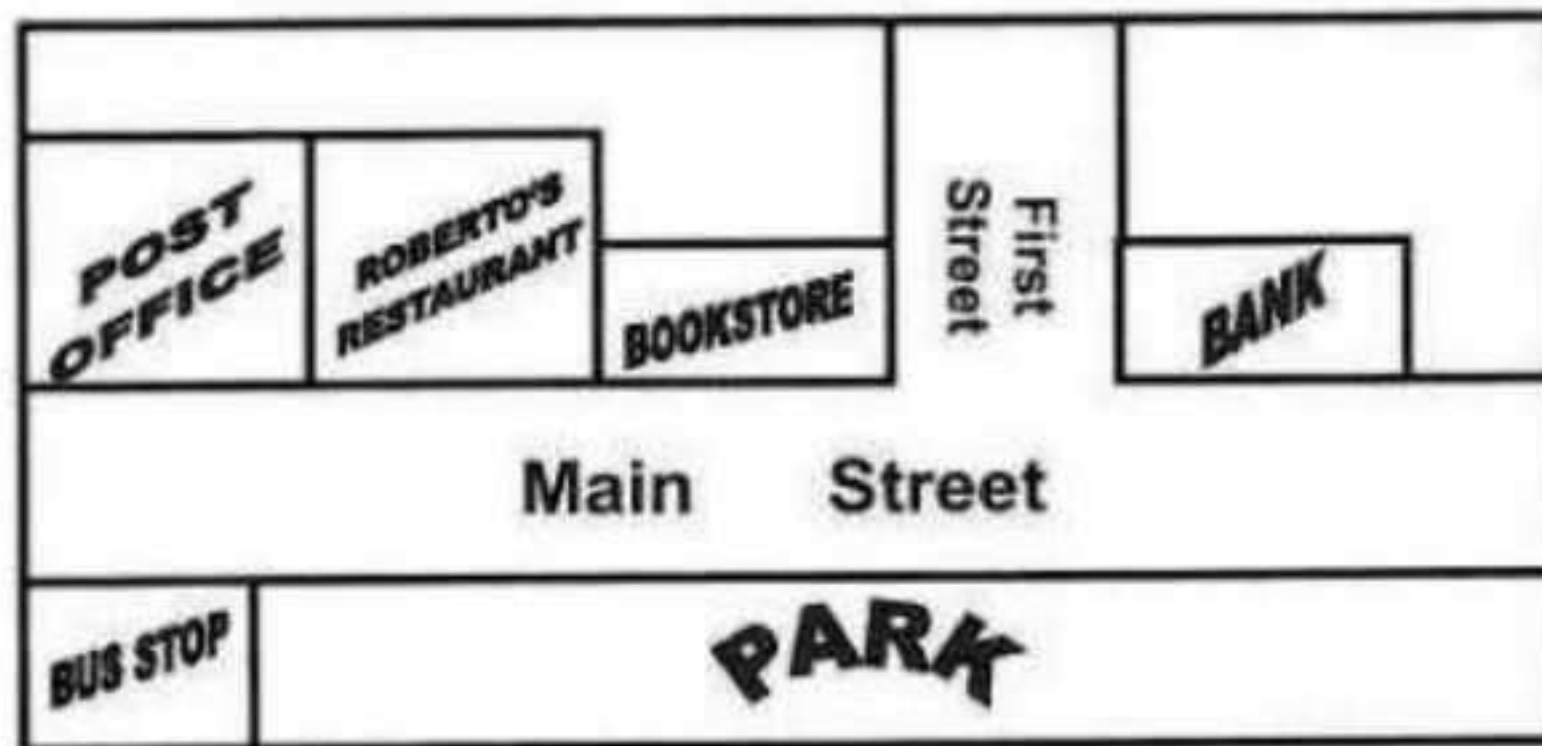 POST
OFFICE
ROBERTO'S
RESTAURANT
BOOKSTORE
First
Street
BANK
Main Street
BUS STOP
PARK